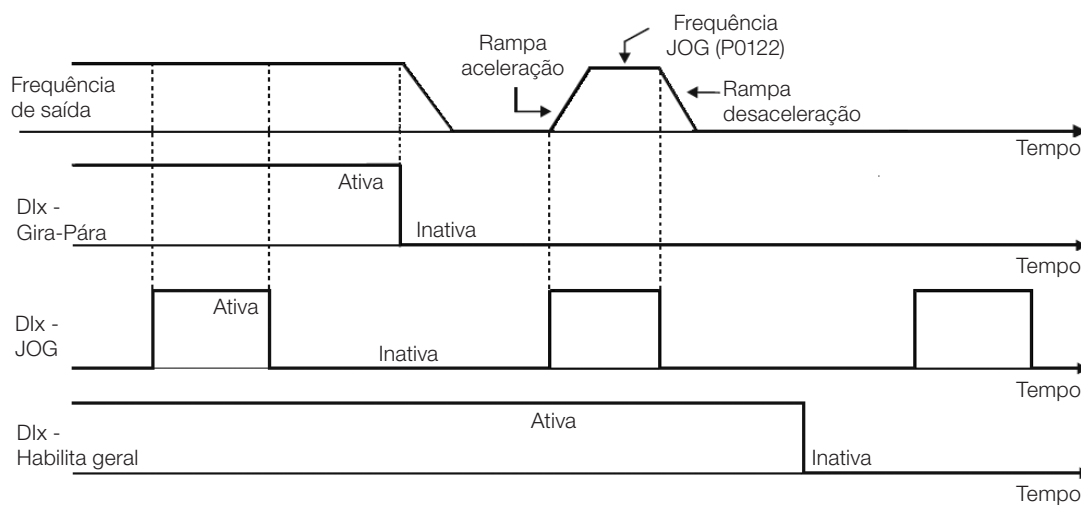 Frequência
JOG (P0122)
Rampa
aceleração
Frequência
de saída
Rampa
desaceleração
Tempo
DIx -
Gira-Pára
Ativa
Inativa
Tempo
DIx -
JOG
Ativa
Inativa
Tempo
DIx -
Habilita geral
Ativa
Inativa
Tempo